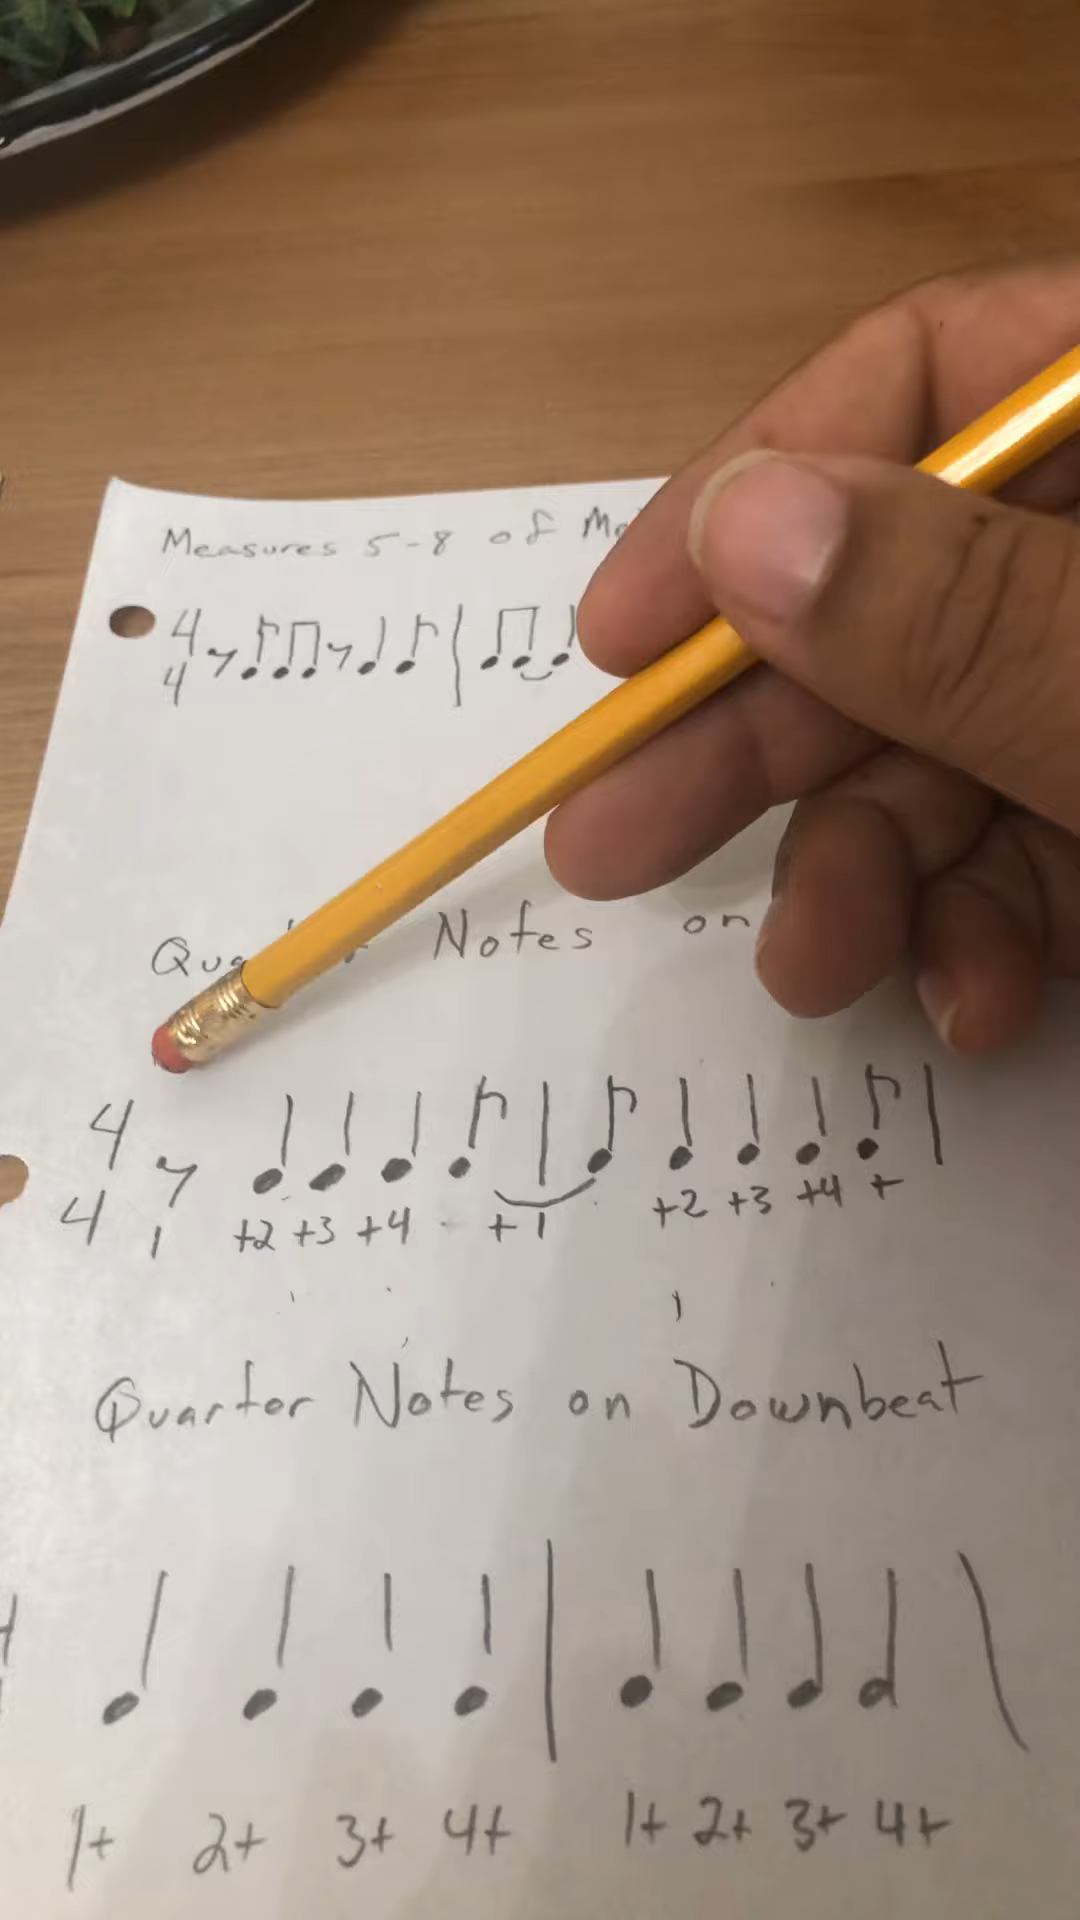 Measures 5-8 of
4
4
Notes on
4
4
1 +2 +3 +4 +1 +2 +3 +4 +
Quarter Notes on Downbeat
1+ 2+ 3+ 4+ 1+ 2+ 3+ 4+